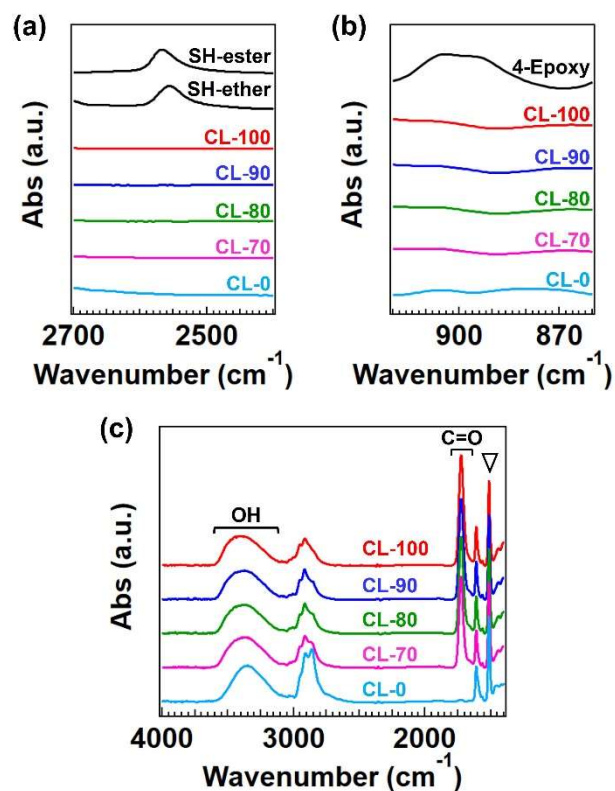 (a)
SH-ester
SH-ether
CL-100
CL-90
CL-80
CL-70
CL-0
Abs (a.u.)
2700 2500
Wavenumber (cm-1)
(b)
4-Epoxy
CL-100
CL-90
CL-80
CL-70
CL-0
Abs (a.u.)
900 870
Wavenumber (cm-1)
(c)
C=O
▽
OH
CL-100
CL-90
CL-80
CL-70
CL-0
Abs (a.u.)
4000 3000 2000
Wavenumber (cm-1)